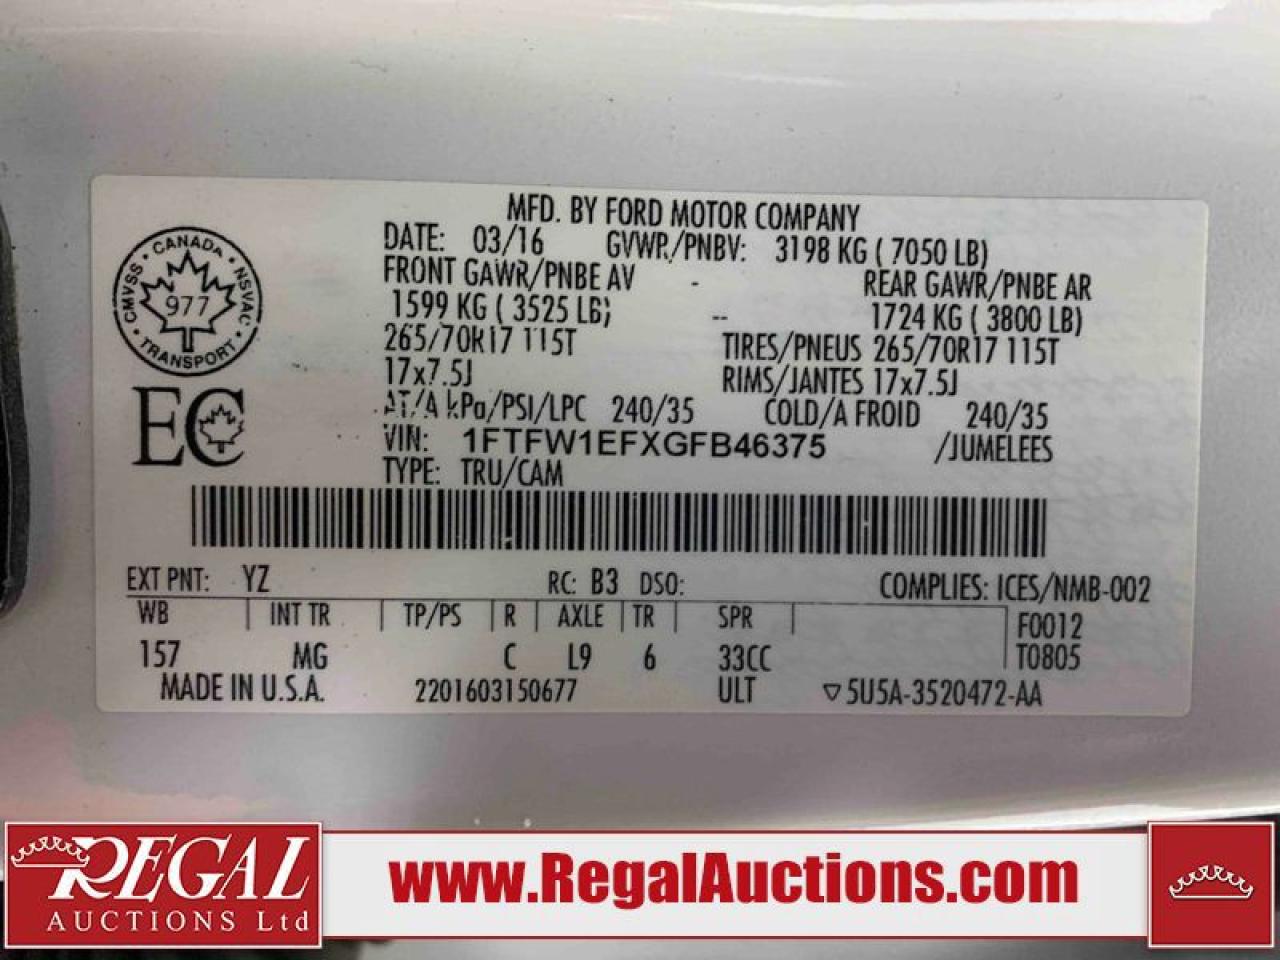 MFD. BY FORD MOTOR COMPANY
DATE: 03/16 GVWR/PNBV: 3198 KG ( 7050 LB)
FRONT GAWR/PNBE AV - REAR GAWR/PNBE AR
1599 KG ( 3525 LB) -- 1724 KG ( 3800 LB)
265/70R17 115T TIRES/PNEUS 265/70R17 115T
17x7.5J RIMS/JANTES 17x7.5J
AT/A kPa/PSI/LPC 240/35 COLD/A FROID 240/35
VIN: 1FTFW1EFXGFB46375 /JUMELEES
TYPE: TRU/CAM
CANADA
CMVSS NSVAC
977
TRANSPORT
EC
EXT PNT: YZ RC: B3 DSO: COMPLIES: ICES/NMB-002
WB INT TR TP/PS R AXLE TR SPR F0012
157 MG C L9 6 33CC T0805
MADE IN U.S.A. 2201603150677 ULT ▽5U5A-3520472-AA
REGAL
AUCTIONS Ltd
www.RegalAuctions.com